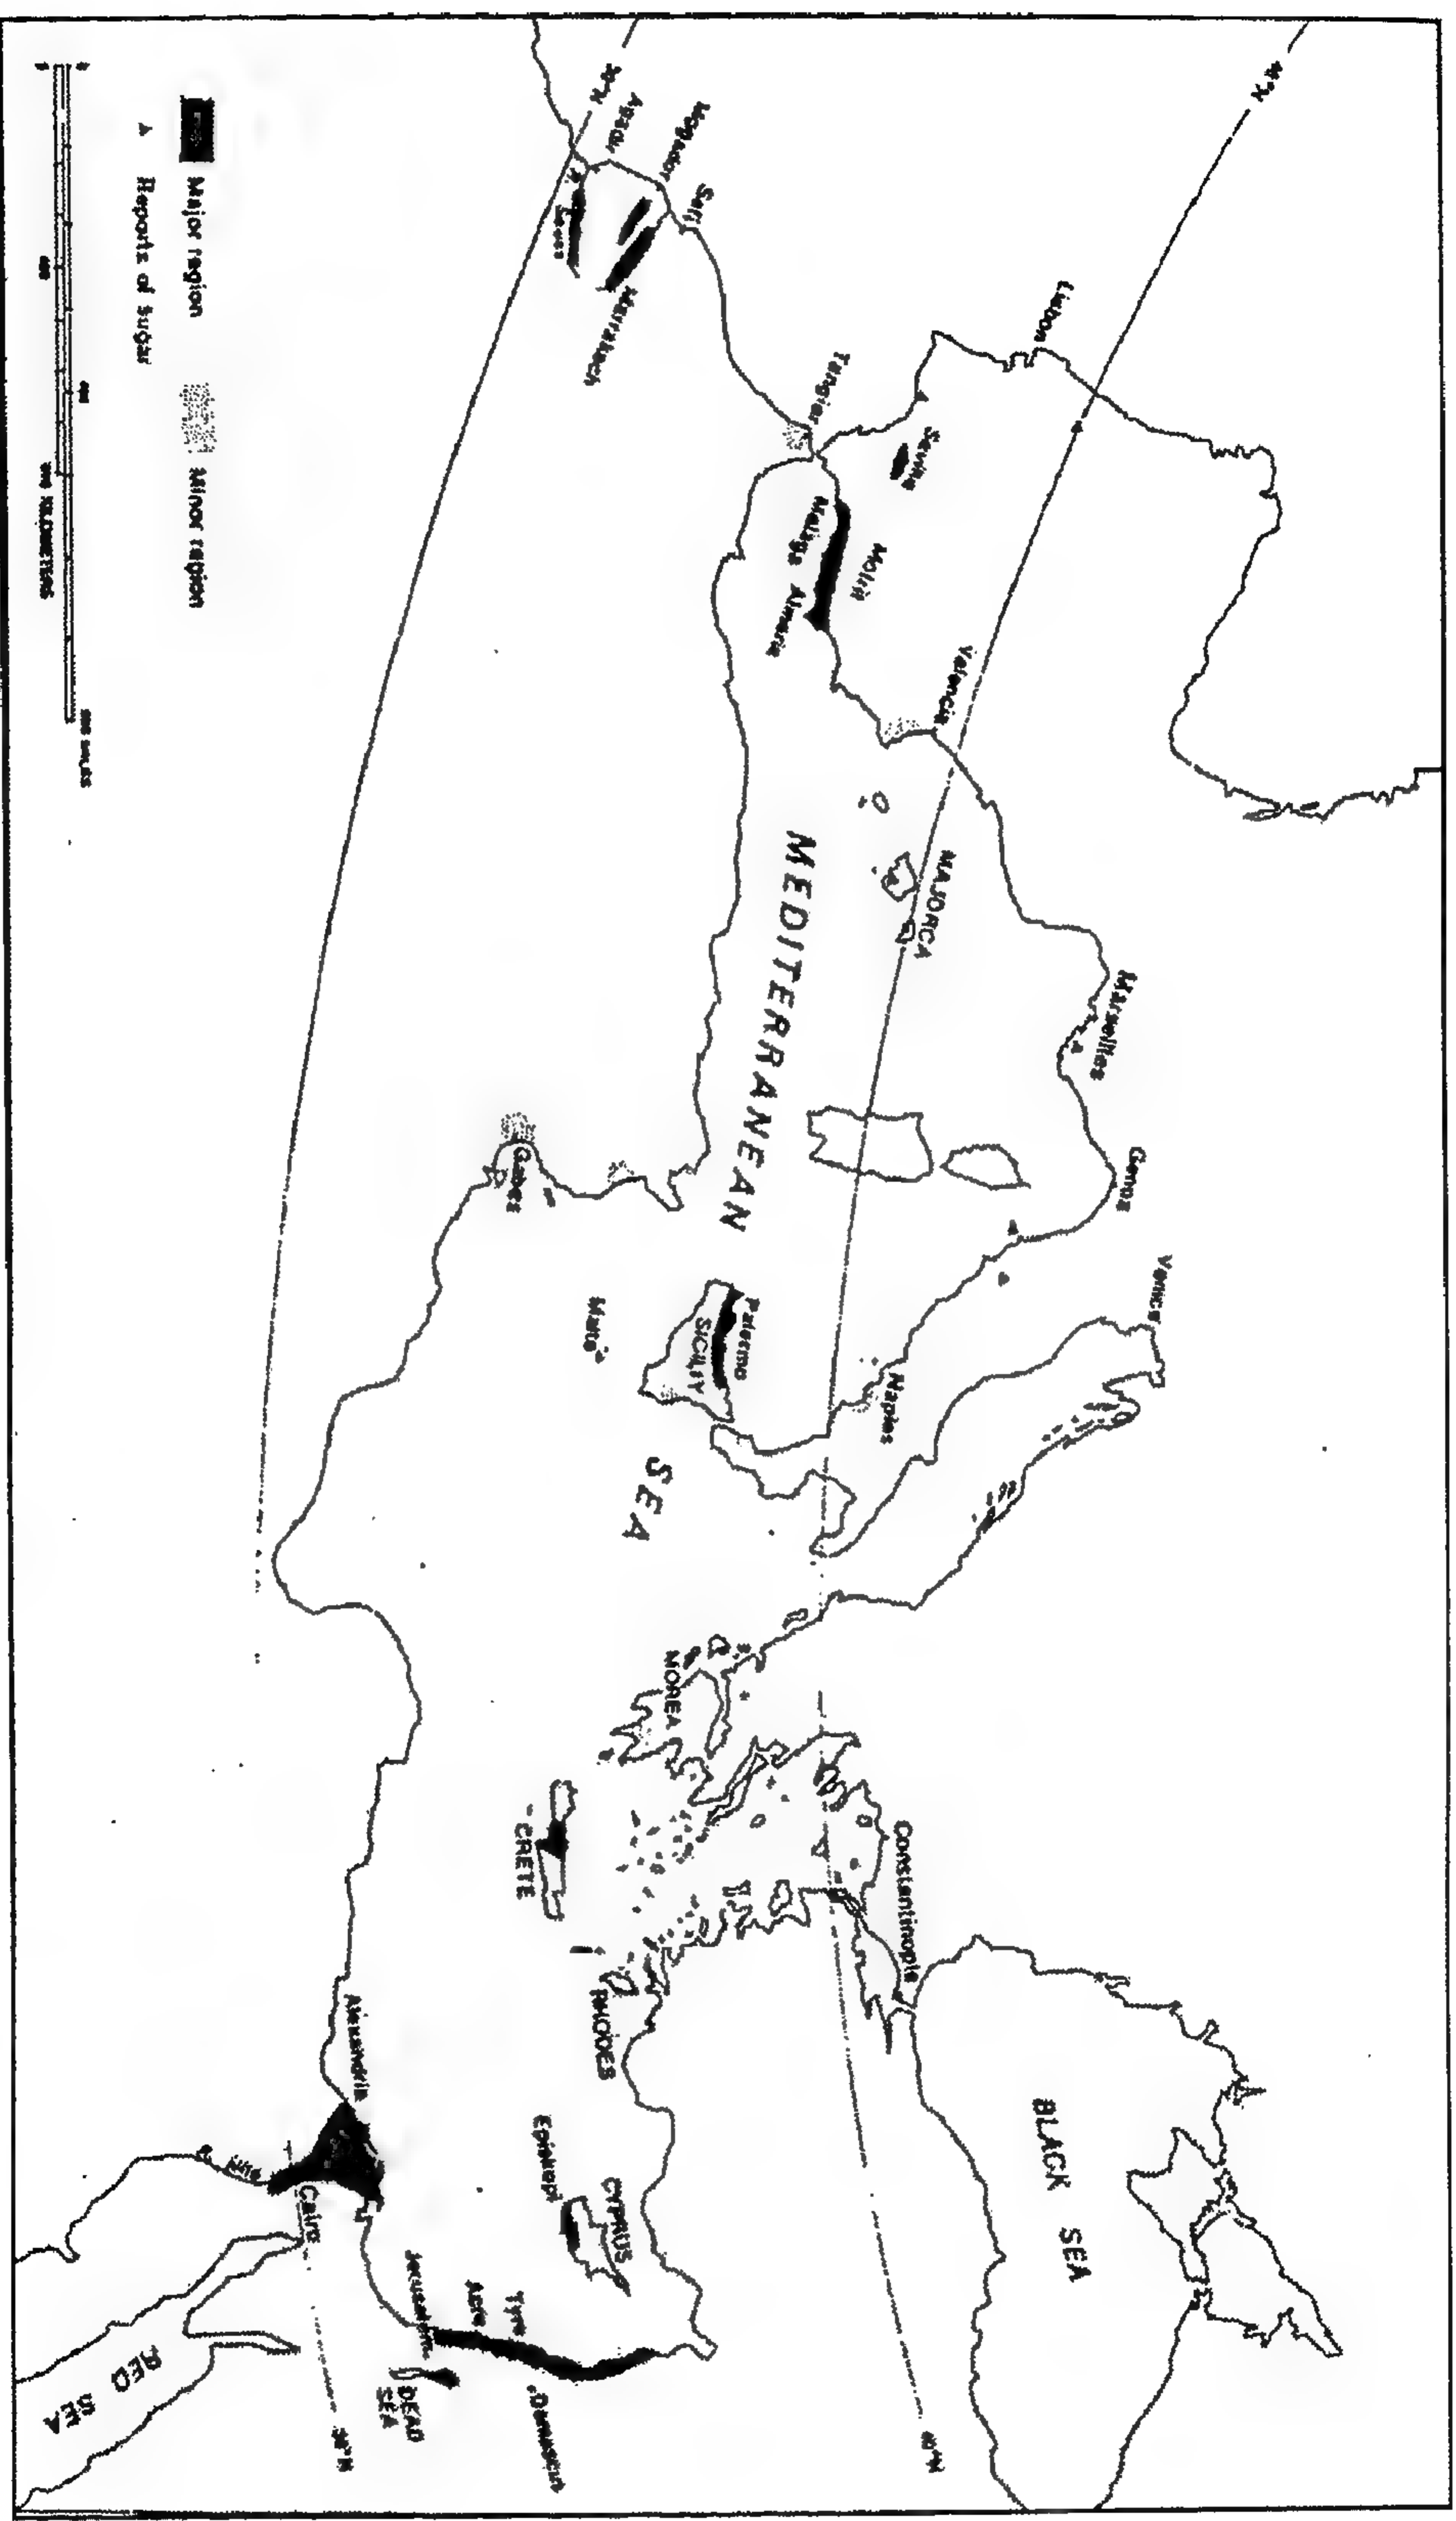 40°N
Lisbon
Seville
Motril
Malaga
Almeria
Valencia
Tangier
Safi
Mogador
Agadir
30°N
Marrakech
MAJORCA
Marseilles
Genoa
Venice
Naples
MEDITERRANEAN
SEA
Palermo
SICILY
Malta
Gabes
MOREA
CRETE
RHODES
Constantinople
BLACK SEA
40°N
Episkopi
CYPRUS
Alexandria
R. Nile
Cairo
Tyre
Acre
Jerusalem
Damascus
DEAD
SEA
30°N
RED SEA
Major region
Minor region
Reports of Sugar